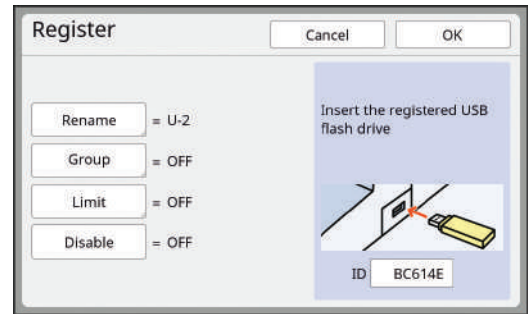 Register
Cancel
OK
Rename = U-2
Group = OFF
Limit = OFF
Disable = OFF
Insert the registered USB
flash drive
ID BC614E